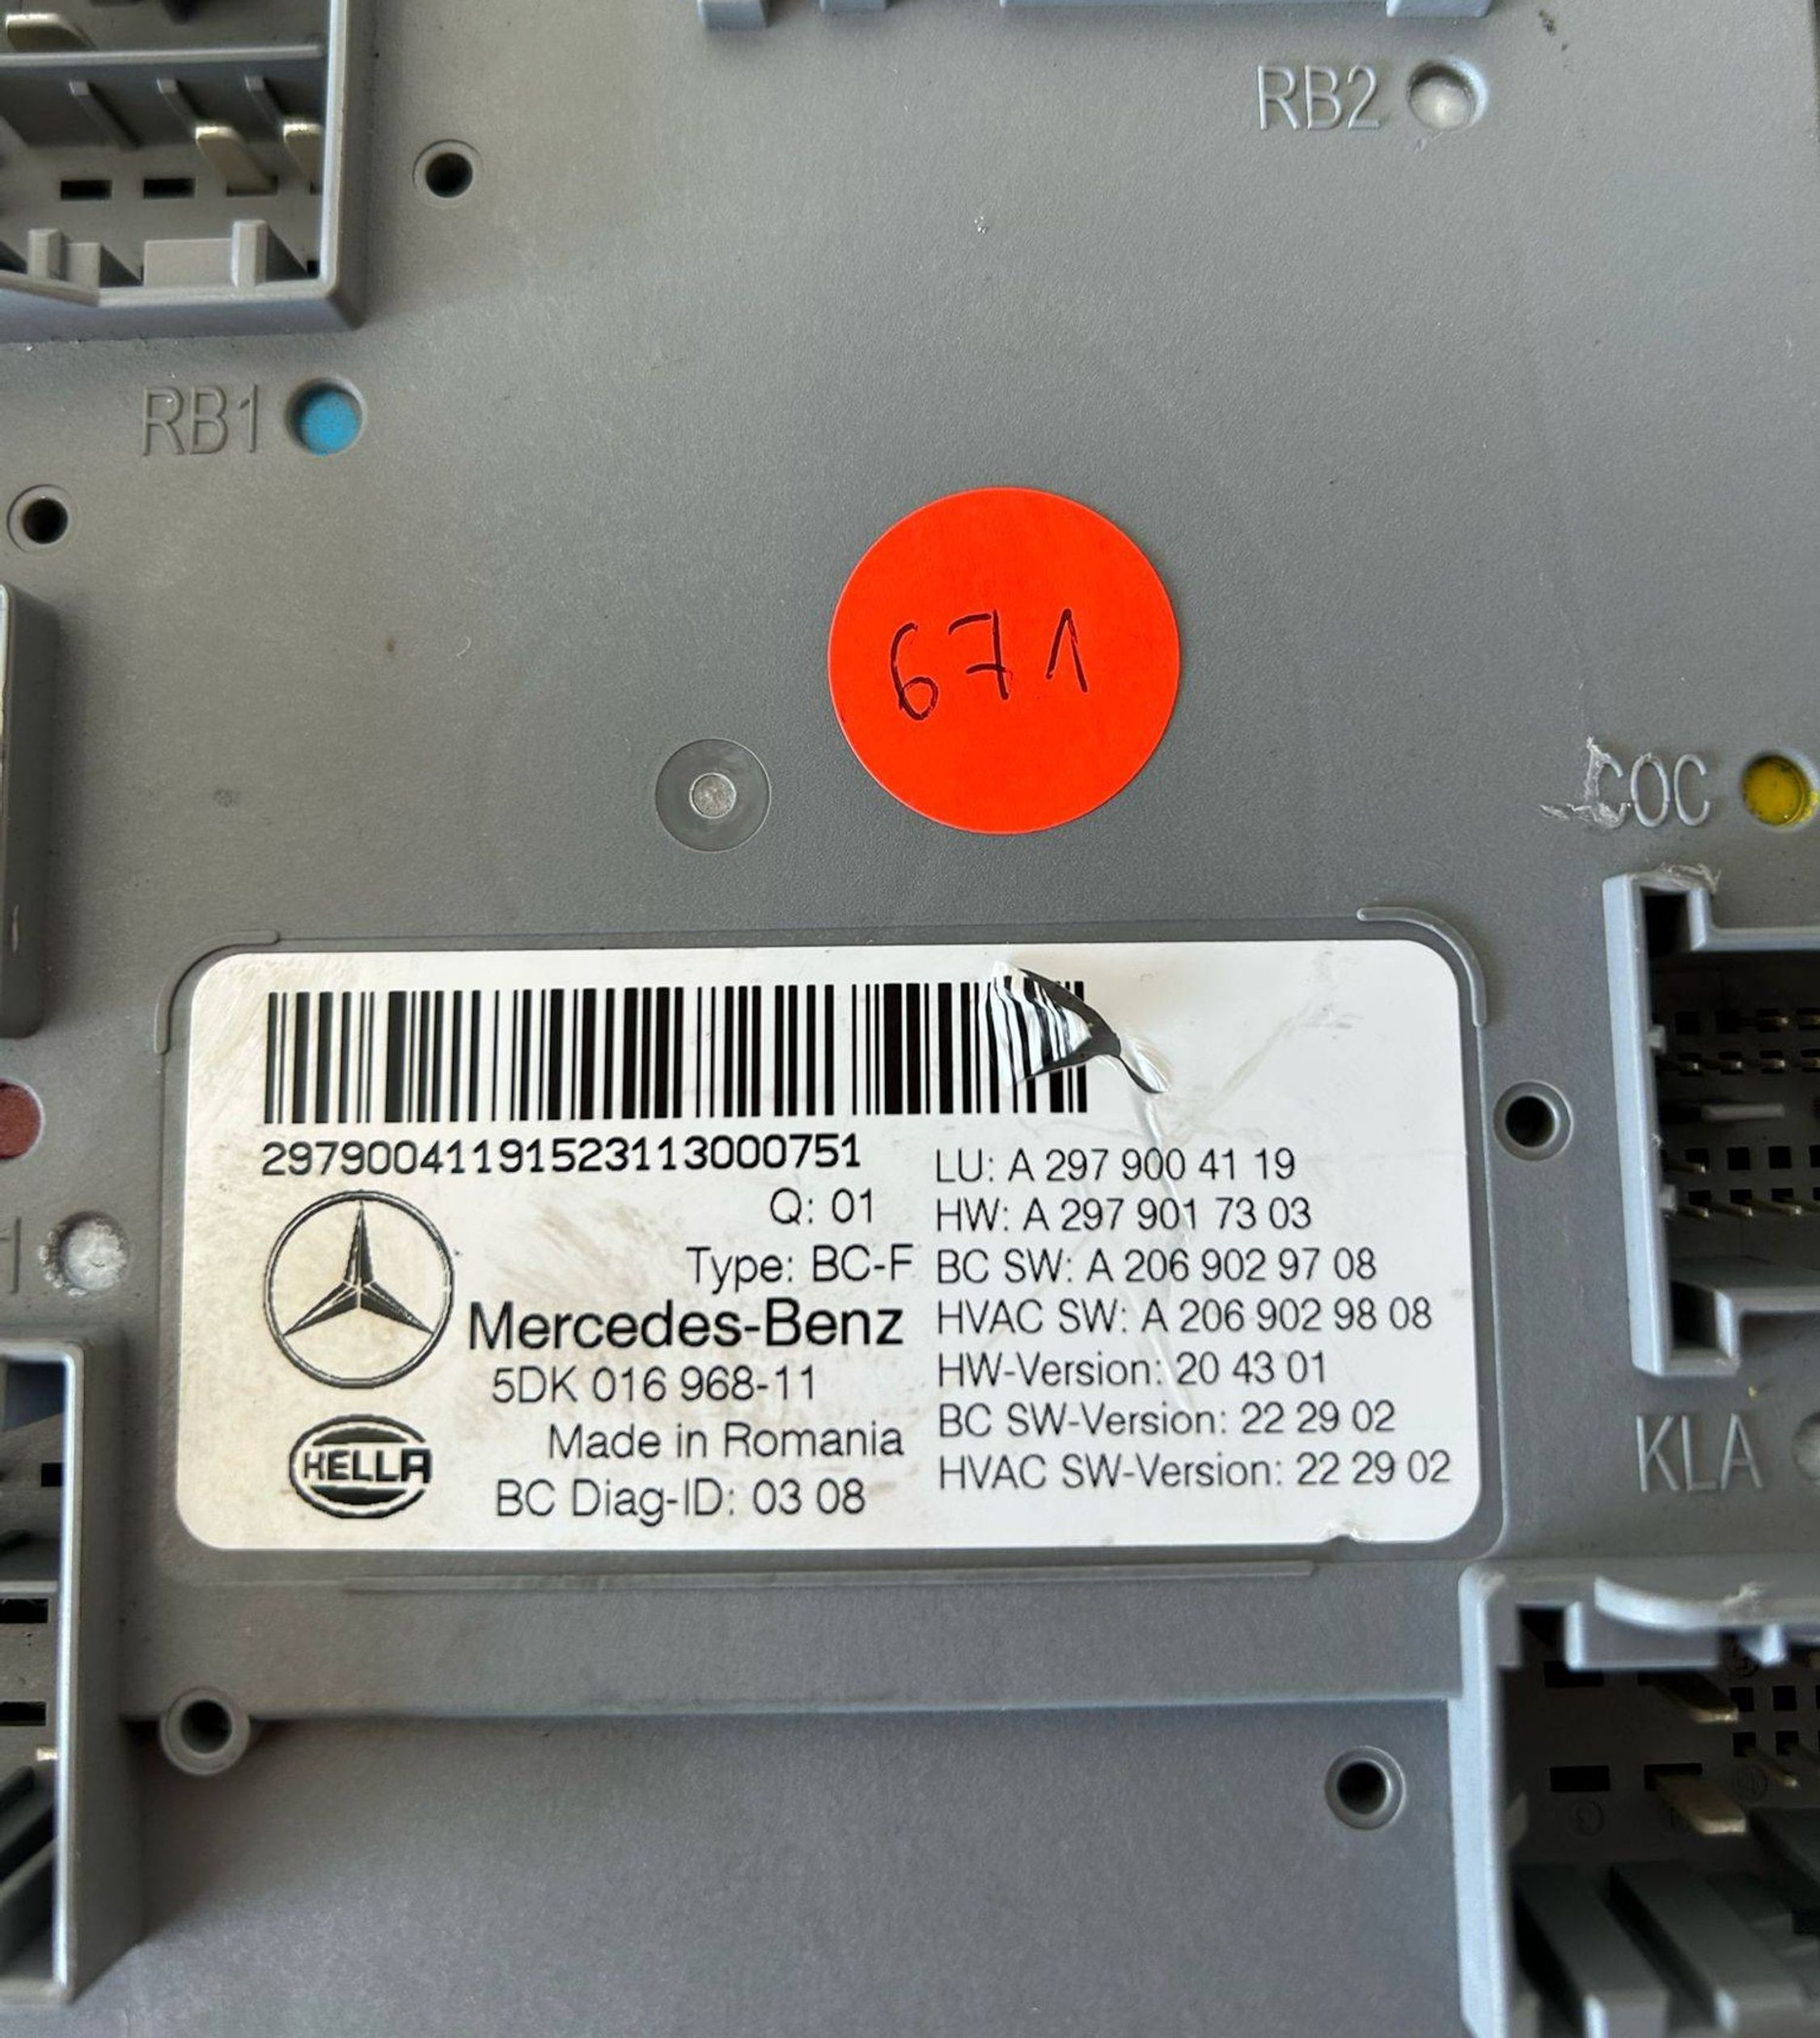 RB2
RB1
671
COC
29790041191523113000751
Q: 01
Type: BC-F
Mercedes-Benz
5DK 016 968-11
Made in Romania
HELLA
BC Diag-ID: 03 08
LU: A 297 900 41 19
HW: A 297 901 73 03
BC SW: A 206 902 97 08
HVAC SW: A 206 902 98 08
HW-Version: 20 43 01
BC SW-Version: 22 29 02
HVAC SW-Version: 22 29 02
KLA